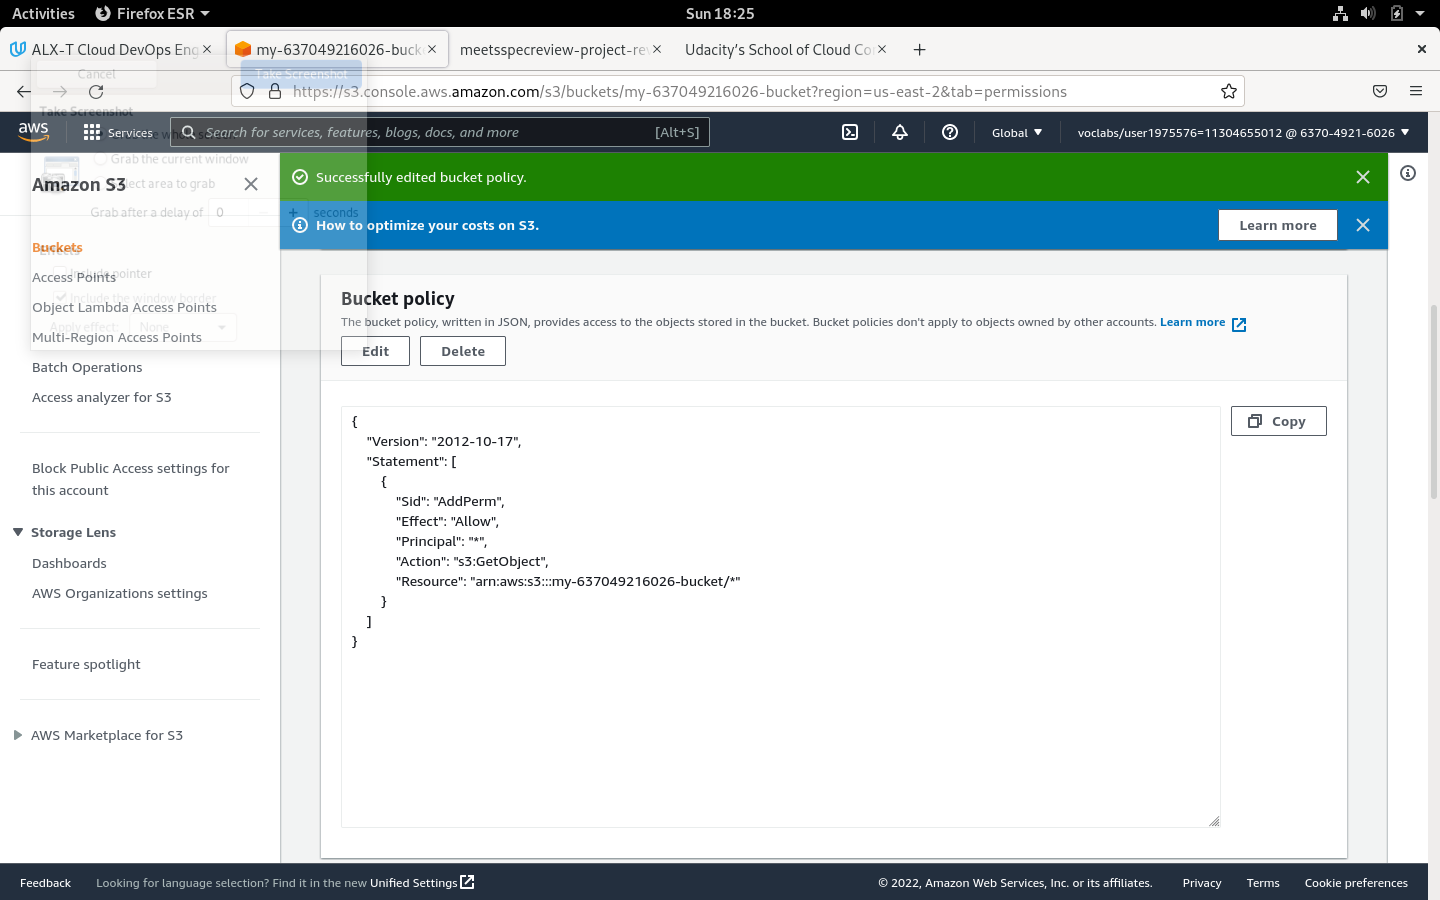 Activities
Firefox ESR
Sun 18:25
ALX-T Cloud DevOps Eng
my-637049216026-buck
meetsspecreview-project-re
Udacity's School of Cloud Co
https://s3.console.aws.amazon.com/s3/buckets/my-637049216026-bucket?region=us-east-2&tab=permissions
Cancel
Take Screenshot
Take Screenshot
aws
Services
Search for services, features, blogs, docs, and more
[Alt+S]
Global
voclabs/user1975576=11304655012 @ 6370-4921-6026
Grab the current window
Amazon S3
area to grab
Grab after a delay of
0
seconds
Successfully edited bucket policy.
How to optimize your costs on S3.
Learn more
Buckets
Effects
Include pointer
Access Points
Include the window border
Object Lambda Access Points
Apply effect:
None
Multi-Region Access Points
Batch Operations
Access analyzer for S3
Block Public Access settings for
this account
Storage Lens
Dashboards
AWS Organizations settings
Feature spotlight
AWS Marketplace for S3
Bucket policy
The bucket policy, written in JSON, provides access to the objects stored in the bucket. Bucket policies don't apply to objects owned by other accounts. Learn more
Edit
Delete
Copy
{
"Version": "2012-10-17",
"Statement": [
{
"Sid": "AddPerm",
"Effect": "Allow",
"Principal": "*",
"Action": "s3:GetObject",
"Resource": "arn:aws:s3:::my-637049216026-bucket/*"
}
]
}
Feedback
Looking for language selection? Find it in the new Unified Settings
© 2022, Amazon Web Services, Inc. or its affiliates.
Privacy
Terms
Cookie preferences